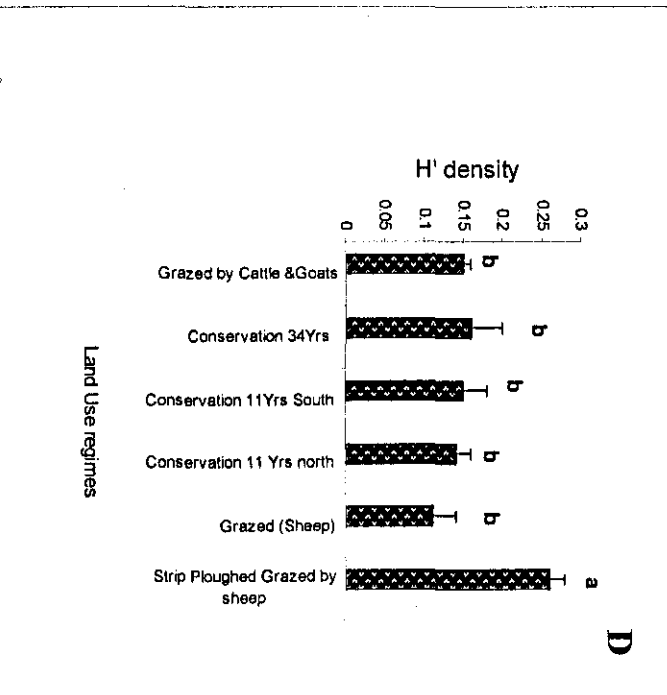 H' density
0
0.05
0.1
0.15
0.2
0.25
0.3
Grazed by Cattle &Goats
b
Conservation 34Yrs
b
Conservation 11Yrs South
b
Conservation 11 Yrs north
b
Grazed (Sheep)
b
Strip Ploughed Grazed by
sheep
a
Land Use regimes
D